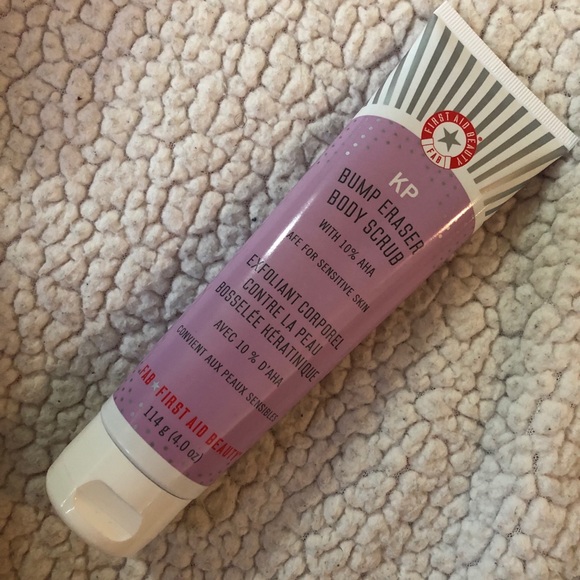 FIRST AID BEAUTY
FAB
KP
BUMP ERASER
BODY SCRUB
WITH 10% AHA
AFE FOR SENSITIVE SKIN
EXFOLIANT CORPOREL
CONTRE LA PEAU
BOSSELÉE KÉRATINIQUE
AVEC 10 % D'AHA
CONVIENT AUX PEAUX SENSIBLES
FAB + FIRST AID BEAUTY
114 g (4.0 oz)